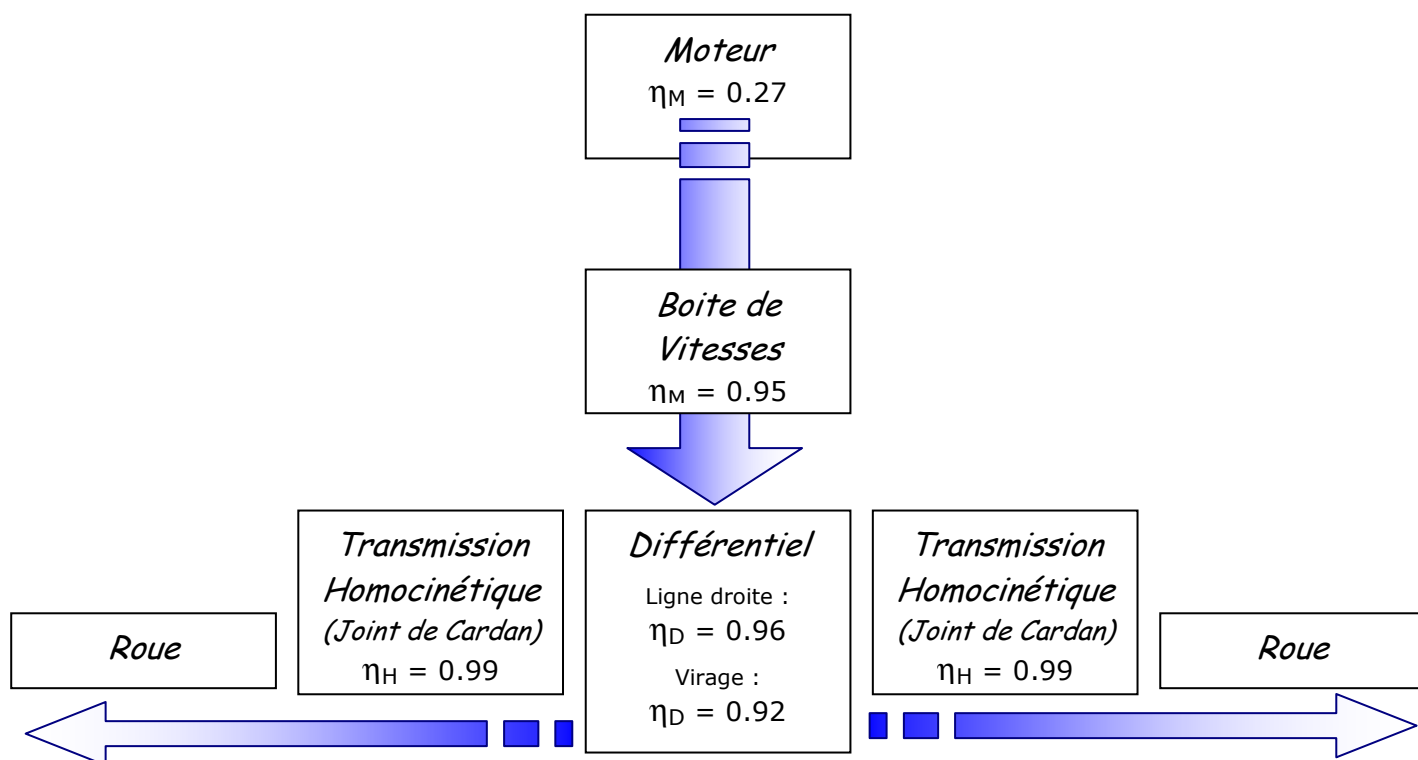 Moteur
ηM = 0.27
Boite de
Vitesses
ηM = 0.95
Transmission
Homocinétique
(Joint de Cardan)
ηH = 0.99
Différentiel
Ligne droite :
ηD = 0.96
Virage :
ηD = 0.92
Transmission
Homocinétique
(Joint de Cardan)
ηH = 0.99
Roue
Roue